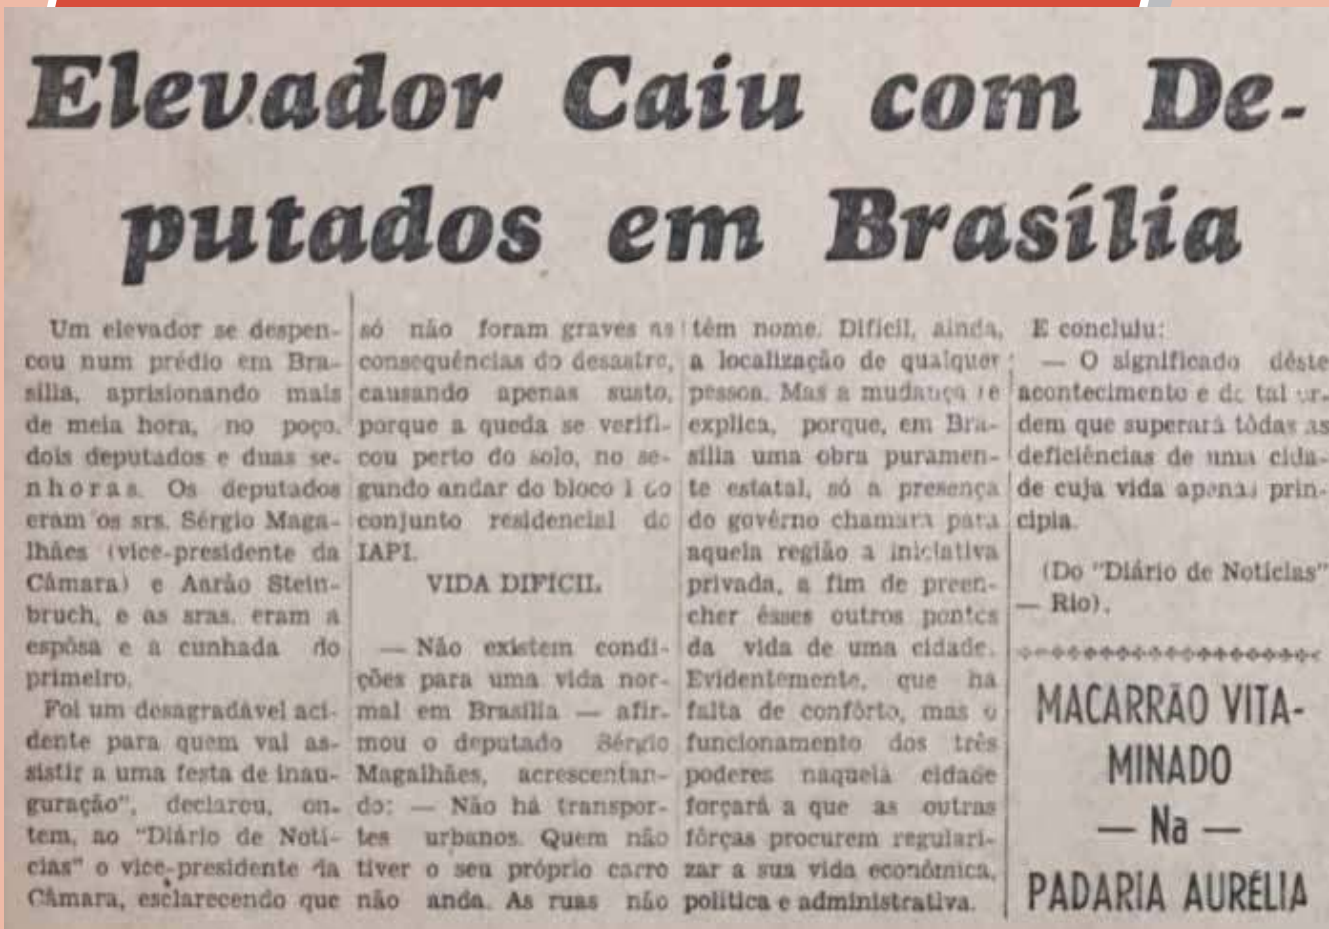 Elevador Caiu com De-
putados em Brasília
Um elevador se despen-
cou num prédio em Bra-
silia, aprisionando mais
de meia hora, no poço,
dois deputados e duas se-
nhoras. Os deputados
eram os srs. Sérgio Maga-
lhães (vice-presidente da
Câmara) e Aarão Stein-
bruch, e as sras. eram a
espôsa e a cunhada do
primeiro.
Foi um desagradável aci-
dente para quem vai as-
sistir a uma festa de inau-
guração", declarou, on-
tem, ao "Diário de Noti-
cias" o vice-presidente da
Câmara, esclarecendo que
só não foram graves as
consequências do desastre,
causando apenas susto,
porque a queda se verifi-
cou perto do solo, no se-
gundo andar do bloco 1 do
conjunto residencial do
IAPI.
VIDA DIFÍCIL
— Não existem condi-
ções para uma vida nor-
mal em Brasilia — afir-
mou o deputado Sérgio
Magalhães, acrescentan-
do: — Não há transpor-
tes urbanos. Quem não
tiver o seu próprio carro
não anda. As ruas não
têm nome. Difícil, ainda,
a localização de qualquer
pessoa. Mas a mudança se
explica, porque, em Bra-
silia uma obra puramen-
te estatal, só a presença
do govêrno chamara para
aquela região a iniciativa
privada, a fim de preen-
cher êsses outros pontos
da vida de uma cidade.
Evidentemente, que há
falta de confôrto, mas o
funcionamento dos três
poderes naquela cidade
forçará a que as outras
fôrças procurem regulari-
zar a sua vida econômica,
politica e administrativa.
E concluiu:
— O significado dêste
acontecimento e de tal or-
dem que superará tôdas as
deficiências de uma cida-
de cuja vida apenas prin-
cipia.
(Do "Diário de Noticias"
— Rio).
MACARRÃO VITA-
MINADO
— Na —
PADARIA AURÉLIA